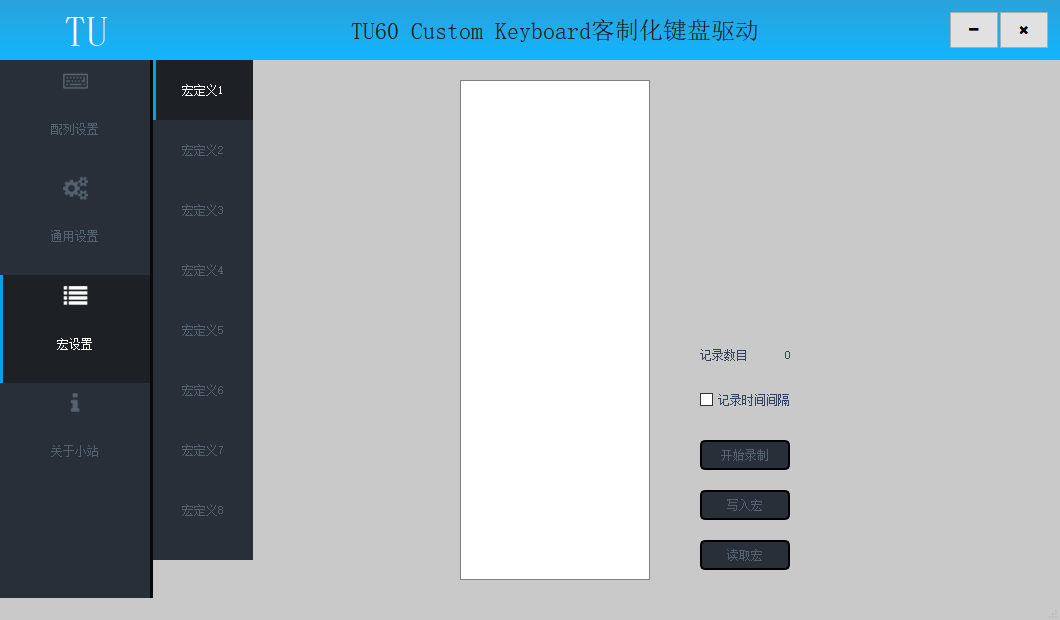 TU
TU60 Custom Keyboard客制化键盘驱动
配列设置
通用设置
宏设置
关于小站
宏定义1
宏定义2
宏定义3
宏定义4
宏定义5
宏定义6
宏定义7
宏定义8
记录数目 0
记录时间间隔
开始录制
写入宏
读取宏